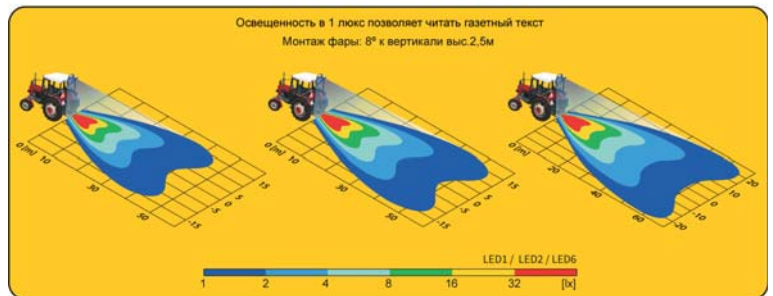 Освещенность в 1 люкс позволяет читать газетный текст
Монтаж фары: 8º к вертикали выс.2,5м
0 [m] 10 30 50 -15 -5 0 5 15
0 [m] 10 30 50 -15 -5 0 5 15
0 [m] 20 40 60 -20 -10 0 10 20
LED1 / LED2 / LED6
1 2 4 8 16 32 [lx]